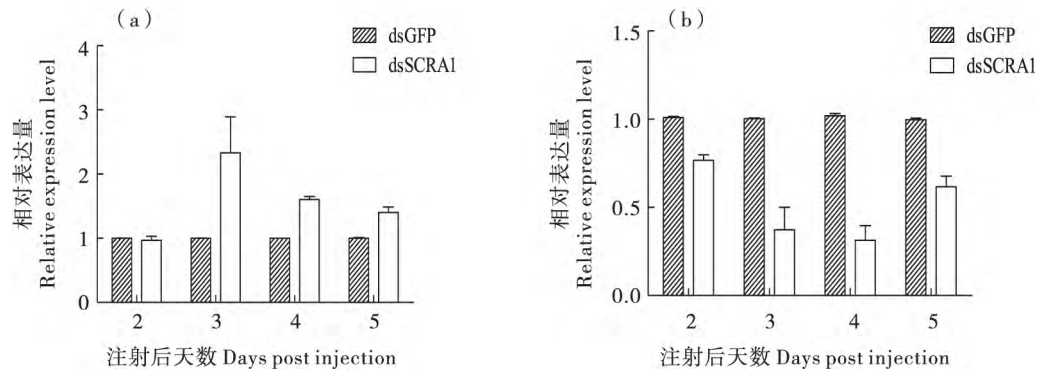 (a)
dsGFP
dsSCRA1
相对表达量
Relative expression level
4
3
2
1
0
2 3 4 5
注射后天数 Days post injection
(b)
dsGFP
dsSCRA1
相对表达量
Relative expression level
1.5
1.0
0.5
0.0
2 3 4 5
注射后天数 Days post injection